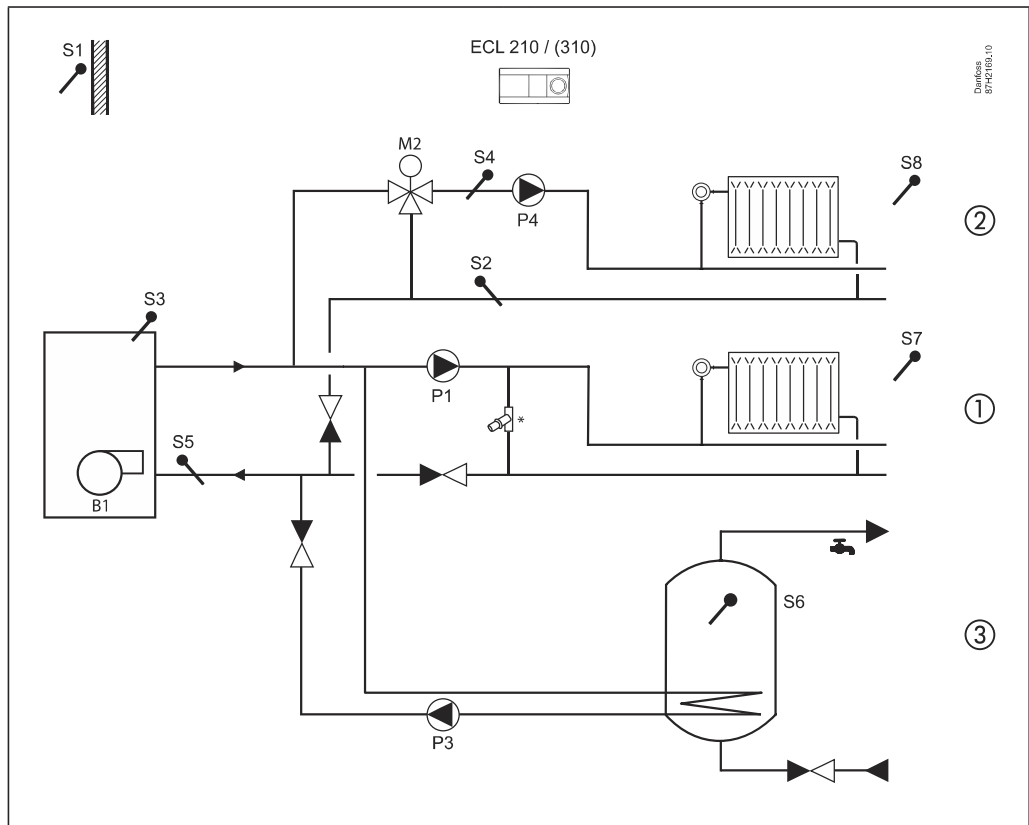 S1
ECL 210 / (310)
Danfoss
87H2169.10
M2
S4
S8
P4
②
S2
S3
S7
P1
*
①
S5
B1
S6
③
P3